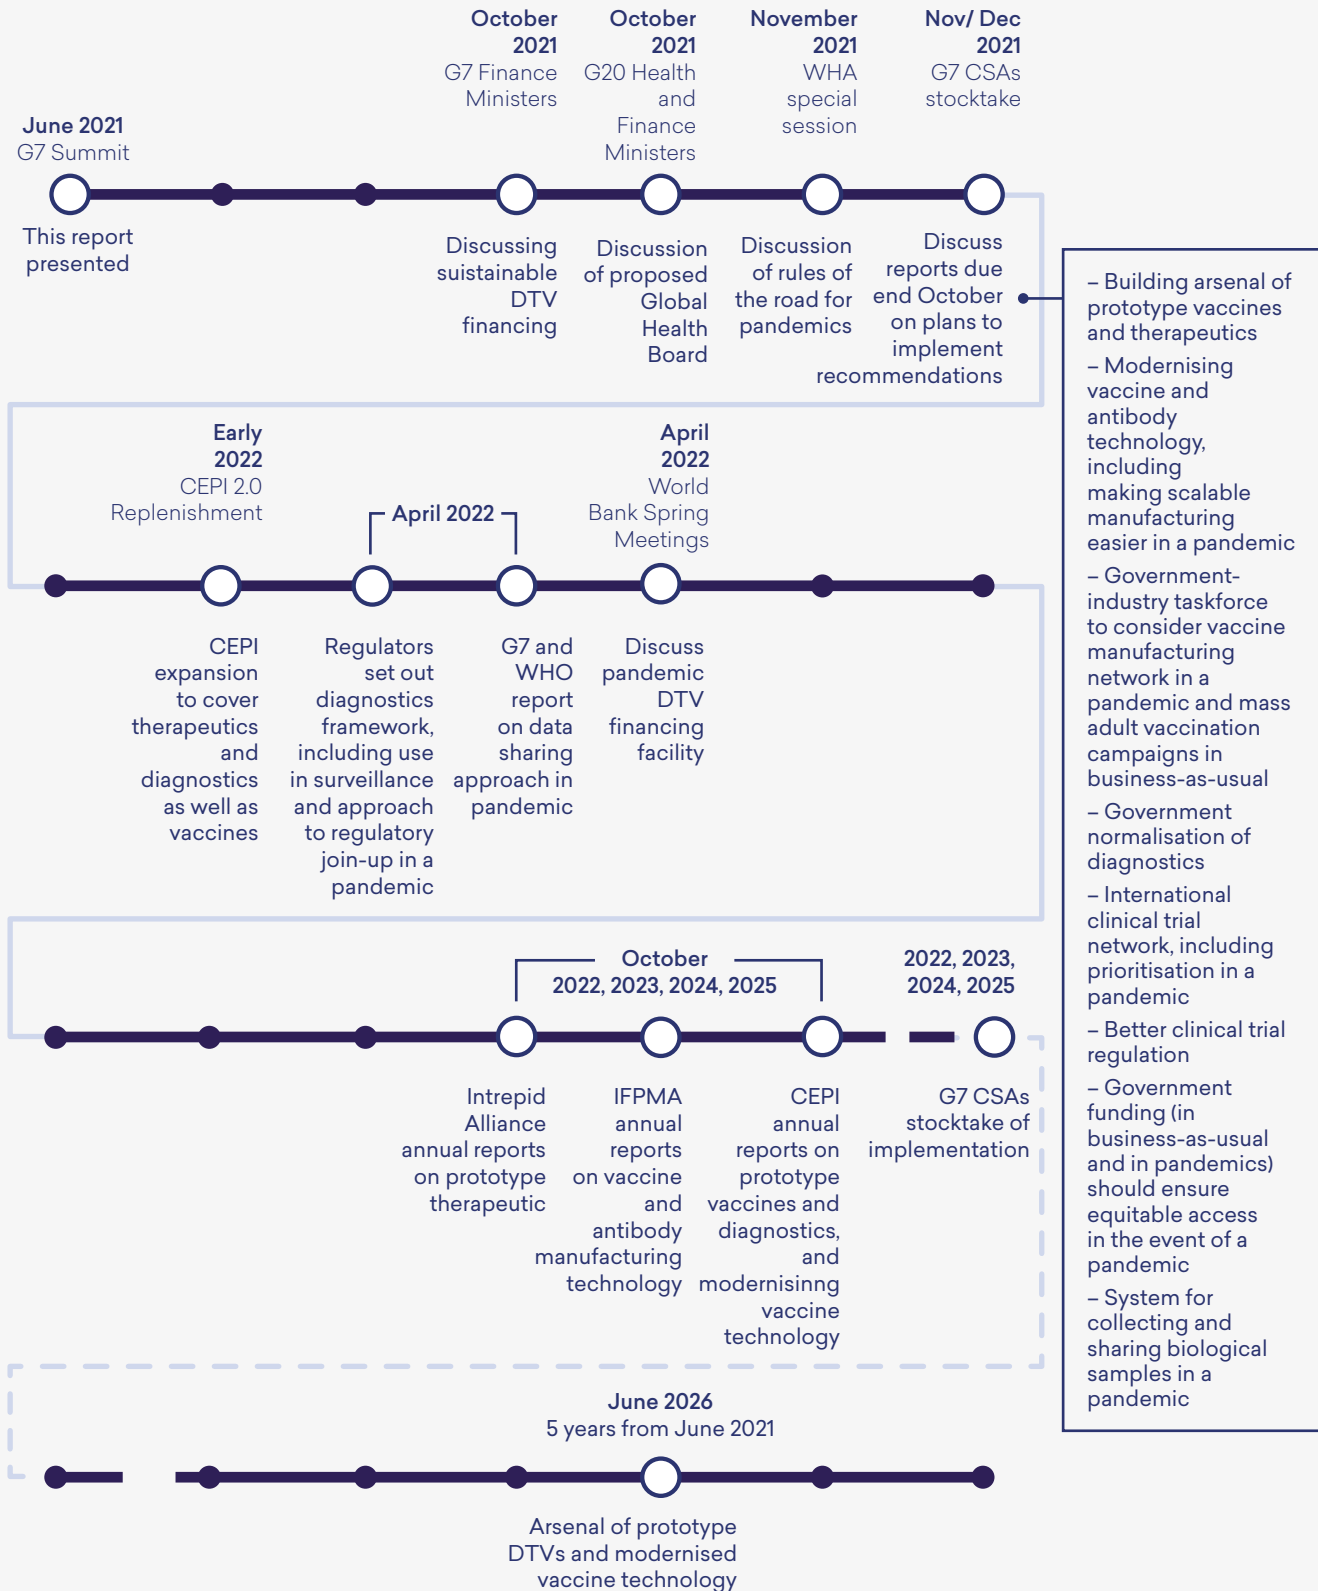 June 2021
G7 Summit
This report
presented
October
2021
G7 Finance
Ministers
Discussing
suistainable
DTV
financing
October
2021
G20 Health
and
Finance
Ministers
Discussion
of proposed
Global
Health
Board
November
2021
WHA
special
session
Discussion
of rules of
the road for
pandemics
Nov/ Dec
2021
G7 CSAs
stocktake
Discuss
reports due
end October
on plans to
implement
recommendations
– Building arsenal of
prototype vaccines
and therapeutics
– Modernising
vaccine and
antibody
technology,
including
making scalable
manufacturing
easier in a pandemic
– Government-
industry taskforce
to consider vaccine
manufacturing
network in a
pandemic and mass
adult vaccination
campaigns in
business-as-usual
– Government
normalisation of
diagnostics
– International
clinical trial
network, including
prioritisation in a
pandemic
– Better clinical trial
regulation
– Government
funding (in
business-as-usual
and in pandemics)
should ensure
equitable access
in the event of a
pandemic
– System for
collecting and
sharing biological
samples in a
pandemic
Early
2022
CEPI 2.0
Replenishment
CEPI
expansion
to cover
therapeutics
and
diagnostics
as well as
vaccines
April 2022
Regulators
set out
diagnostics
framework,
including use
in surveillance
and approach
to regulatory
join-up in a
pandemic
G7 and
WHO
report
on data
sharing
approach in
pandemic
April
2022
World
Bank Spring
Meetings
Discuss
pandemic
DTV
financing
facility
October
2022, 2023, 2024, 2025
Intrepid
Alliance
annual reports
on prototype
therapeutic
IFPMA
annual
reports
on vaccine
and
antibody
manufacturing
technology
CEPI
annual
reports on
prototype
vaccines and
diagnostics,
and
modernisinng
vaccine
technology
2022, 2023,
2024, 2025
G7 CSAs
stocktake of
implementation
June 2026
5 years from June 2021
Arsenal of prototype
DTVs and modernised
vaccine technology